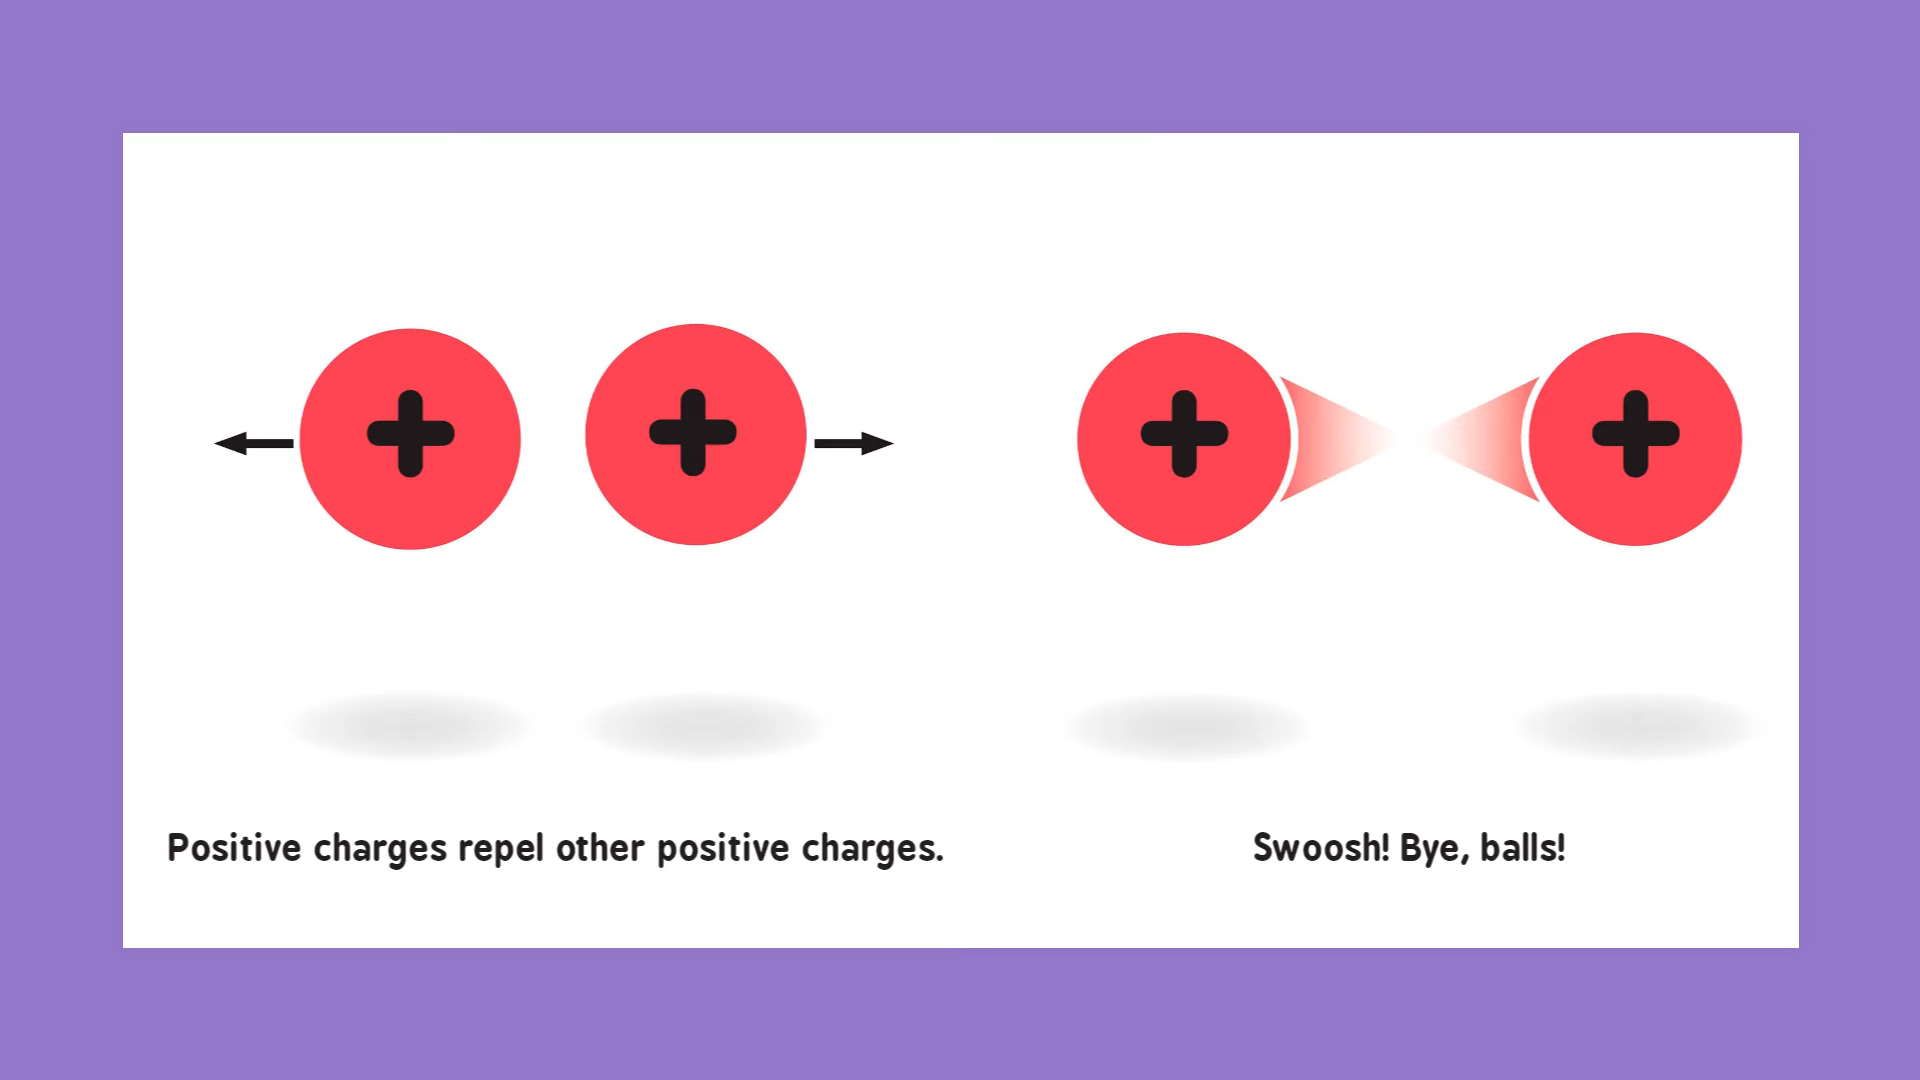 Positive charges repel other positive charges.
Swoosh! Bye, balls!